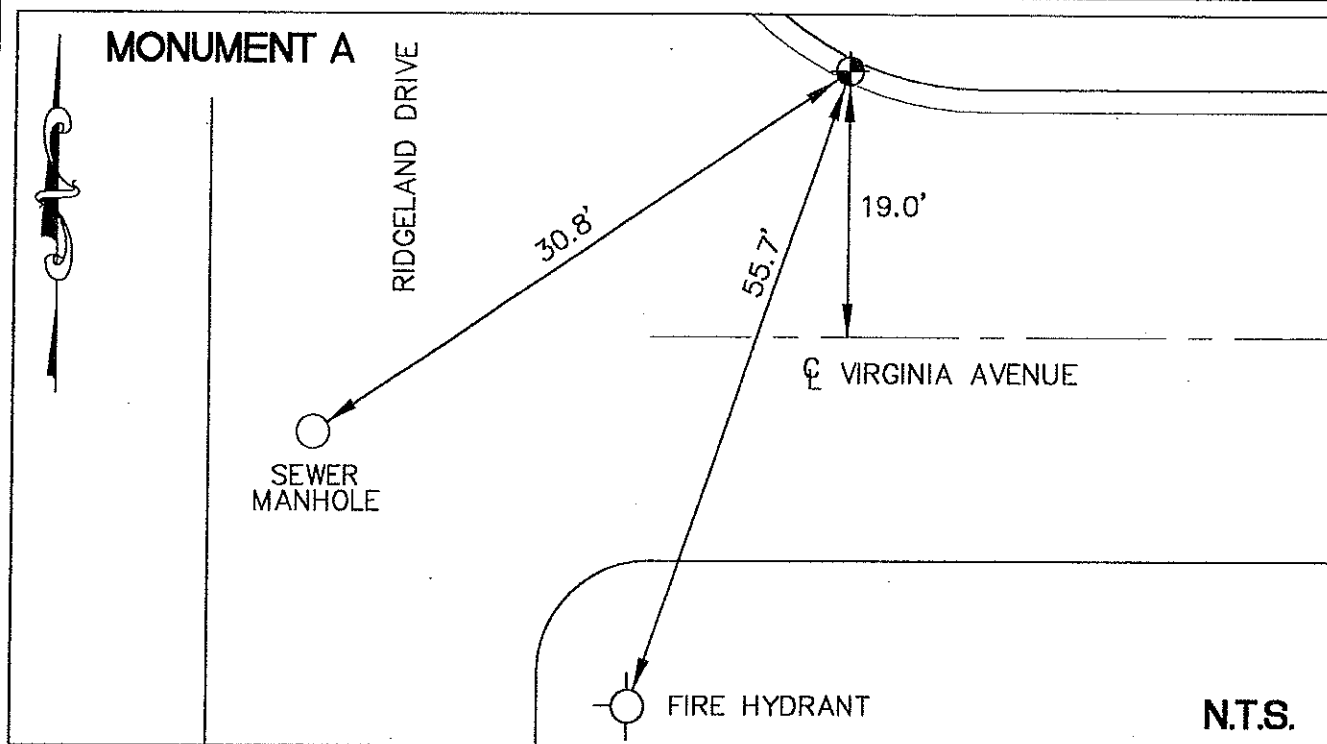 MONUMENT A
RIDGELAND DRIVE
30.8'
55.7'
19.0'
℄ VIRGINIA AVENUE
SEWER
MANHOLE
FIRE HYDRANT
N.T.S.